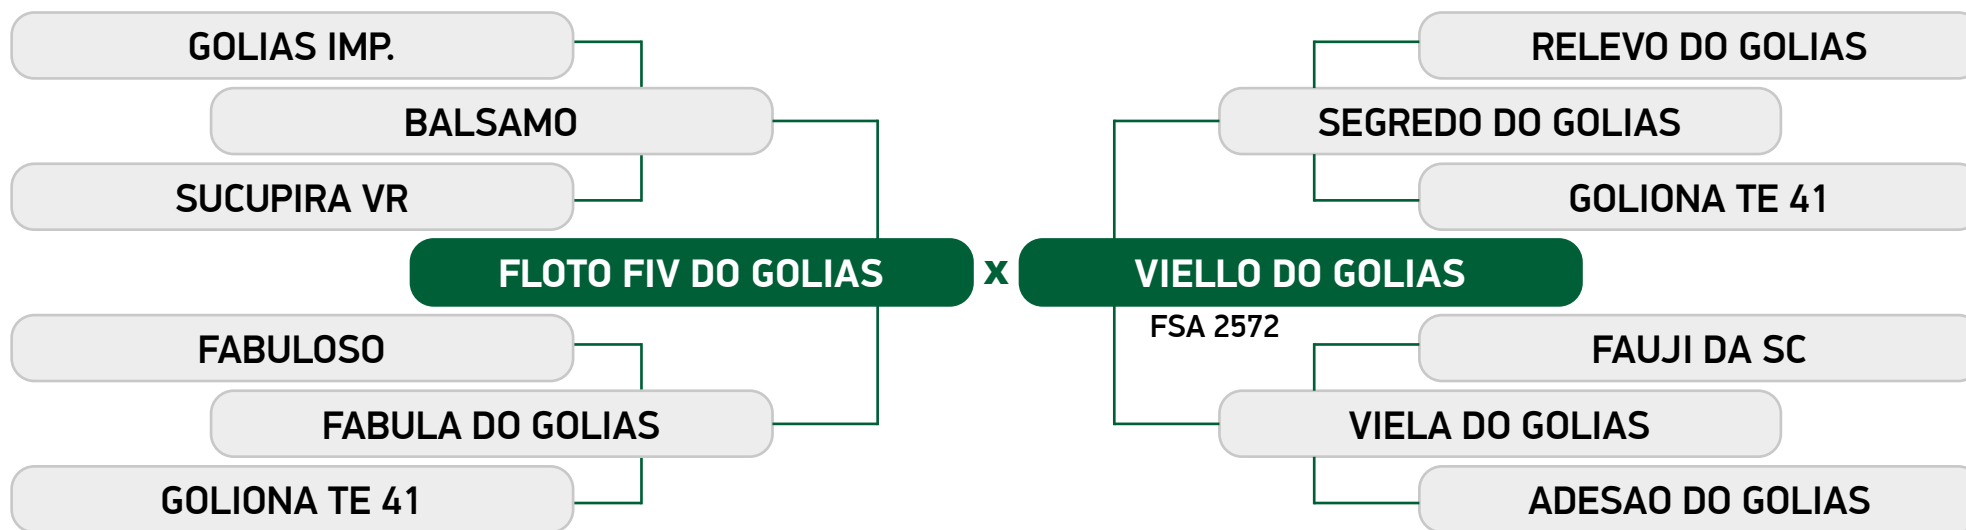 GOLIAS IMP.
RELEVO DO GOLIAS
BALSAMO
SEGREDO DO GOLIAS
SUCUPIRA VR
GOLIONA TE 41
FLOTO FIV DO GOLIAS x VIELLO DO GOLIAS
FSA 2572
FABULOSO
FAUJI DA SC
FABULA DO GOLIAS
VIELA DO GOLIAS
GOLIONA TE 41
ADESAO DO GOLIAS